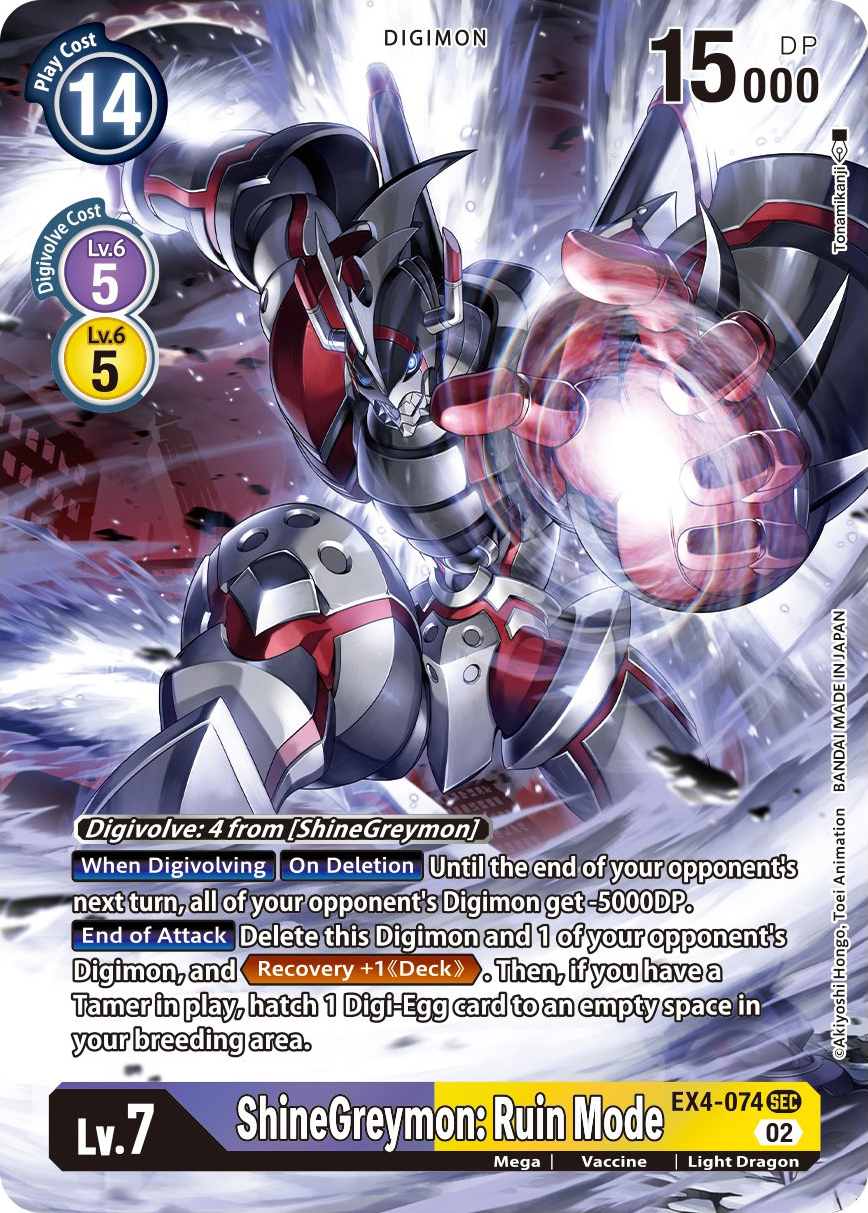 DIGIMON
Play Cost
14
15000
DP
Digivolve Cost
Lv.6
5
Lv.6
5
Tonamikanji
BANDAI MADE IN JAPAN
©Akiyoshi Hongo, Toei Animation
Digivolve: 4 from [ShineGreymon]
When Digivolving On Deletion Until the end of your opponent's
next turn, all of your opponent's Digimon get -5000DP.
End of Attack Delete this Digimon and 1 of your opponent's
Digimon, and Recovery +1《Deck》. Then, if you have a
Tamer in play, hatch 1 Digi-Egg card to an empty space in
your breeding area.
Lv.7
ShineGreymon: Ruin Mode
EX4-074 SEC
02
Mega | Vaccine | Light Dragon